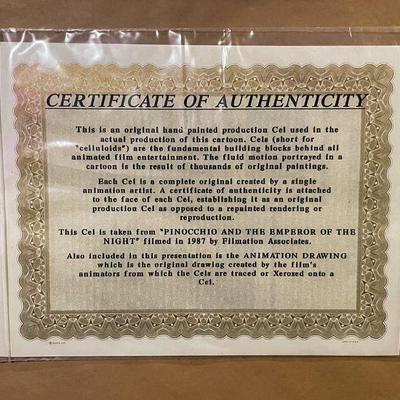 CERTIFICATE OF AUTHENTICITY
This is an original hand painted production Cel used in the
actual production of this cartoon. Cels (short for
"celluloids") are the fundamental building blocks behind all
animated film entertainment. The fluid motion portrayed in a
cartoon is the result of thousands of original paintings.
Each Cel is a complete original created by a single
animation artist. A certificate of authenticity is attached
to the face of each Cel, establishing it as an original
production Cel as opposed to a repainted rendering or
reproduction.
This Cel is taken from "PINOCCHIO AND THE EMPEROR OF THE
NIGHT" filmed in 1987 by Filmation Associates.
Also included in this presentation is the ANIMATION DRAWING
which is the original drawing created by the film's
animators from which the Cels are traced or Xeroxed onto a
Cel.